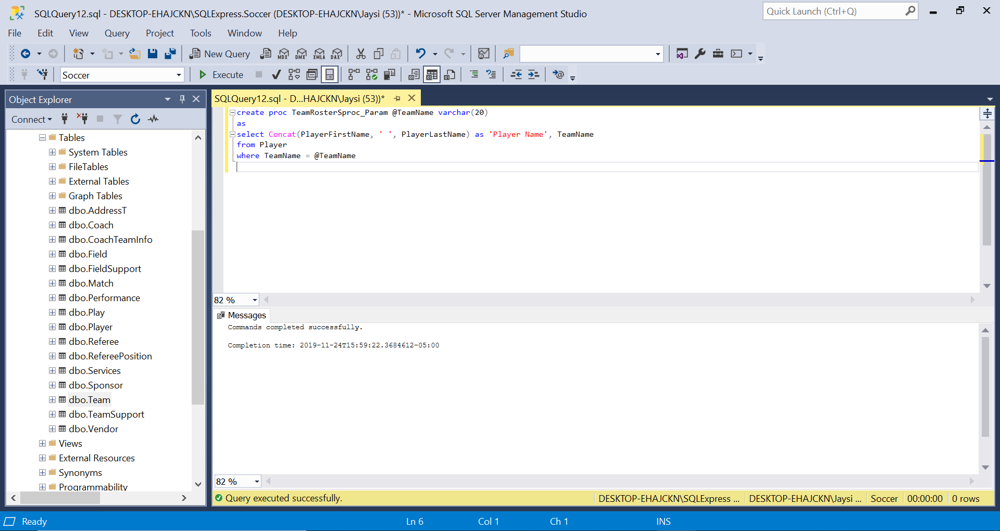 SQLQuery12.sql - DESKTOP-EHAJCKN\SQLExpress.Soccer (DESKTOP-EHAJCKN\Jaysi (53))* - Microsoft SQL Server Management Studio
Quick Launch (Ctrl+Q)
File Edit View Query Project Tools Window Help
New Query MDX DMX XMLA DAX
Soccer Execute
Object Explorer
Connect
Tables
System Tables
FileTables
External Tables
Graph Tables
dbo.AddressT
dbo.Coach
dbo.CoachTeamInfo
dbo.Field
dbo.FieldSupport
dbo.Match
dbo.Performance
dbo.Play
dbo.Player
dbo.Referee
dbo.RefereePosition
dbo.Services
dbo.Sponsor
dbo.Team
dbo.TeamSupport
dbo.Vendor
Views
External Resources
Synonyms
Programmability
SQLQuery12.sql - D...HAJCKN\Jaysi (53))*
create proc TeamRosterSproc_Param @TeamName varchar(20)
as
select Concat(PlayerFirstName, ' ', PlayerLastName) as 'Player Name', TeamName
from Player
where TeamName = @TeamName
82 %
Messages
Commands completed successfully.
Completion time: 2019-11-24T15:59:22.3684612-05:00
82 %
Query executed successfully. DESKTOP-EHAJCKN\SQLExpress ... DESKTOP-EHAJCKN\Jaysi ... Soccer 00:00:00 0 rows
Ready Ln 6 Col 1 Ch 1 INS